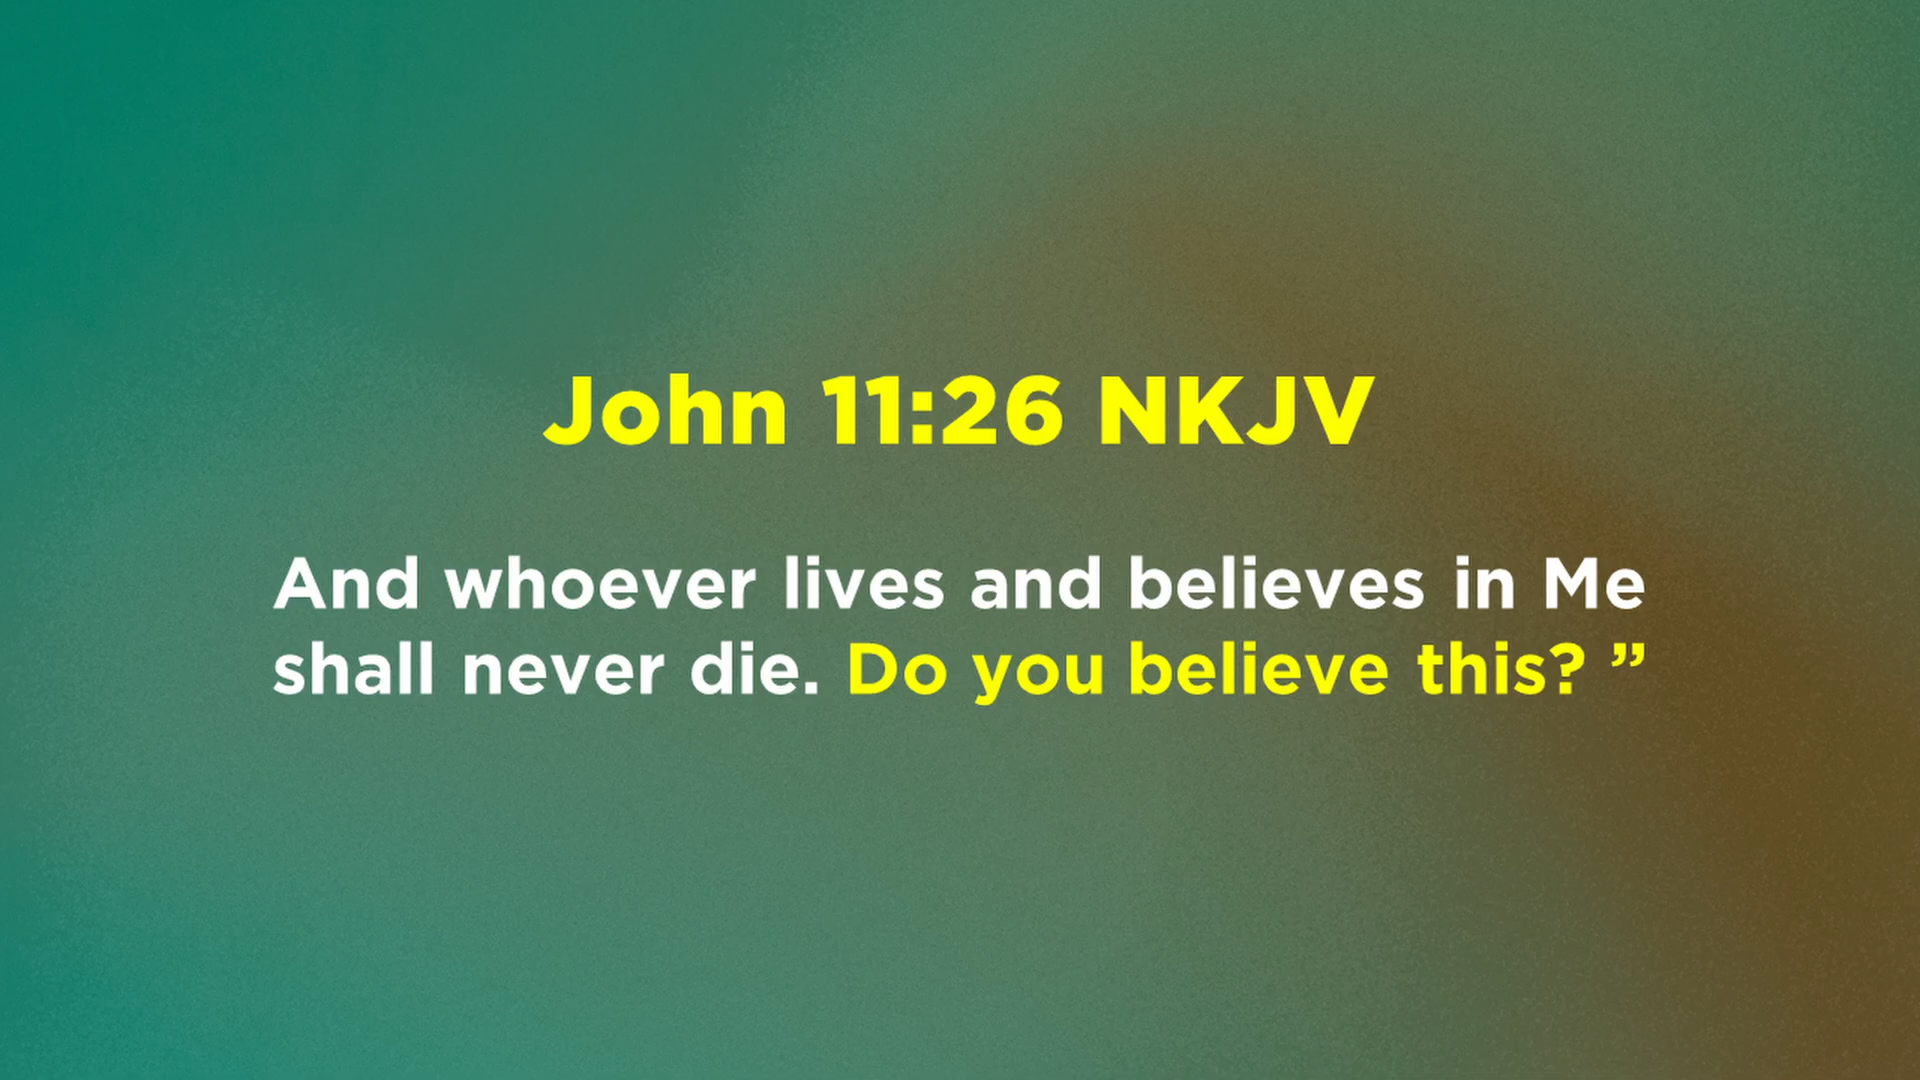 John 11:26 NKJV
And whoever lives and believes in Me
shall never die. Do you believe this? ”